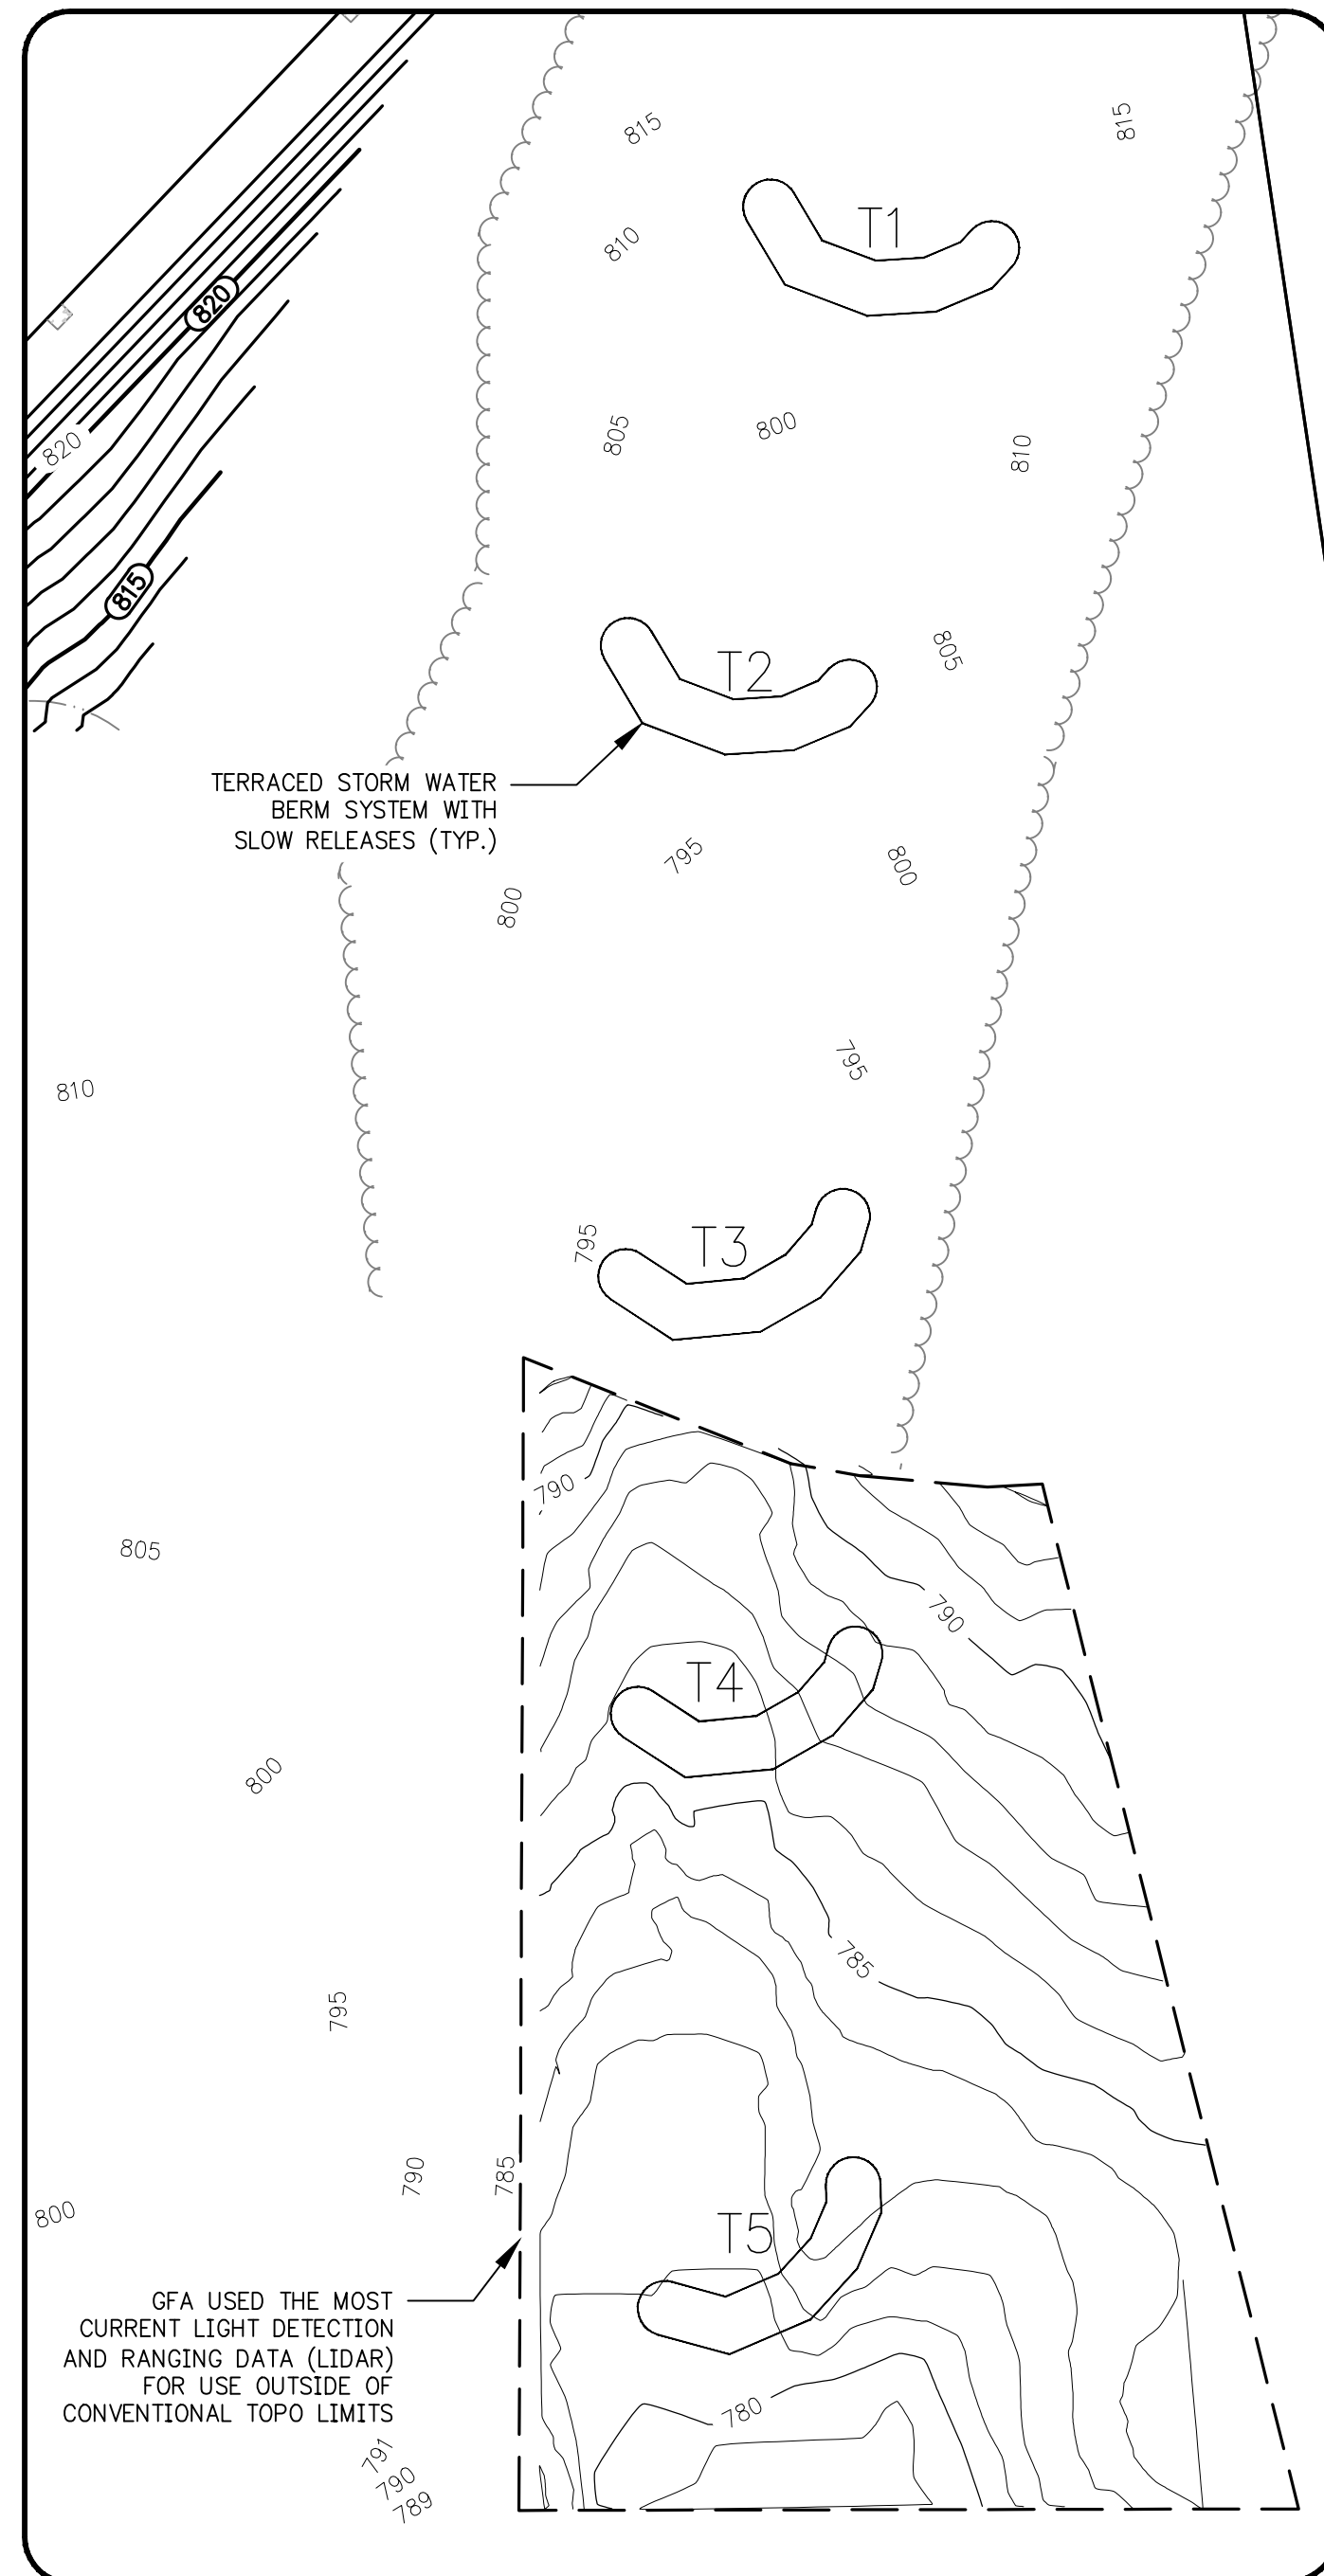 815
815
T1
810
820
800
805
810
820
815
805
T2
TERRACED STORM WATER
BERM SYSTEM WITH
SLOW RELEASES (TYP.)
795
800
800
795
810
795
T3
790
805
790
T4
800
785
795
790
785
800
T5
GFA USED THE MOST
CURRENT LIGHT DETECTION
AND RANGING DATA (LIDAR)
FOR USE OUTSIDE OF
CONVENTIONAL TOPO LIMITS
780
791
790
789